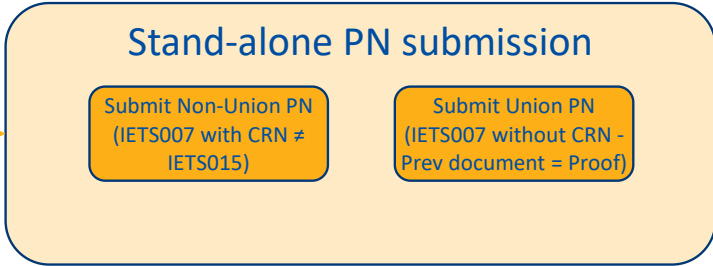 Stand-alone PN submission
Submit Non-Union PN
(IETS007 with CRN ≠
IETS015)
Submit Union PN
(IETS007 without CRN -
Prev document = Proof)